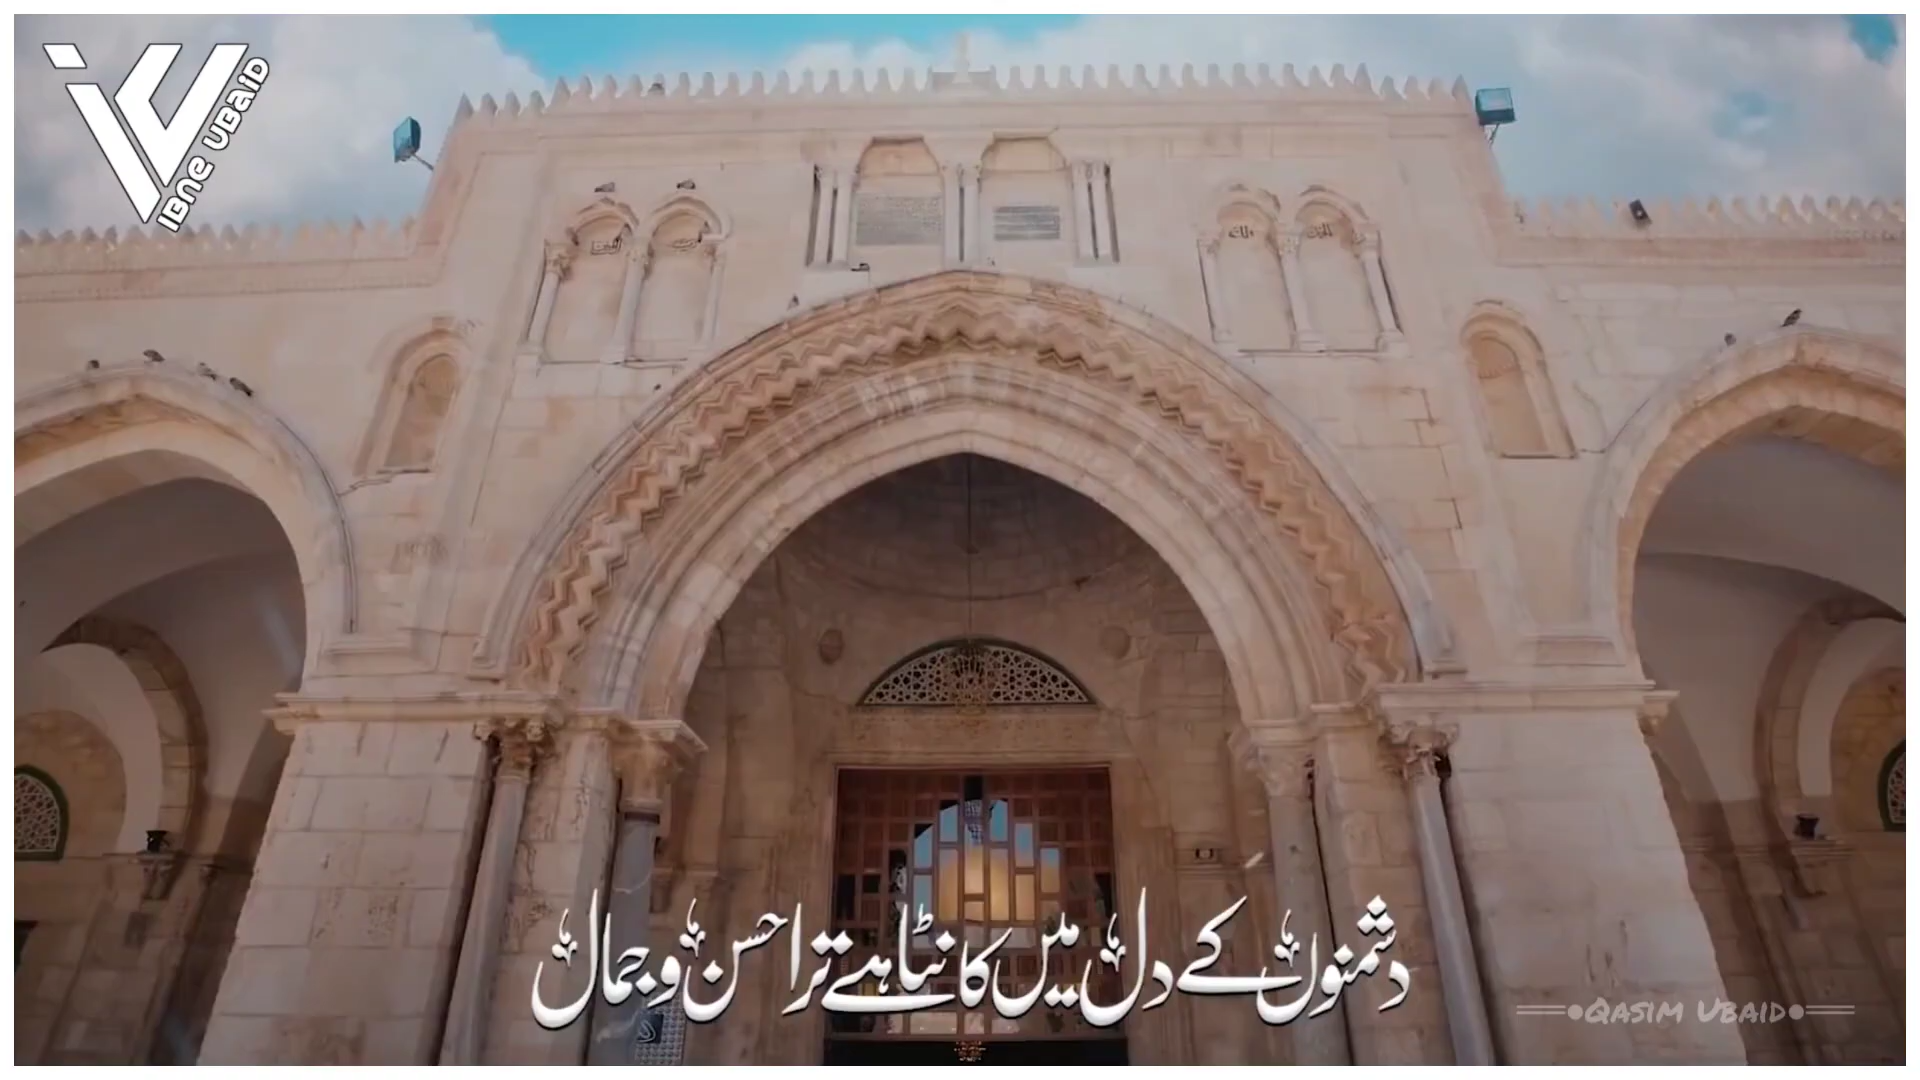 IBNE UBAID
دشمنوں کے دل میں کانٹا ہے ترا حسن و جمال
QASIM UBAID